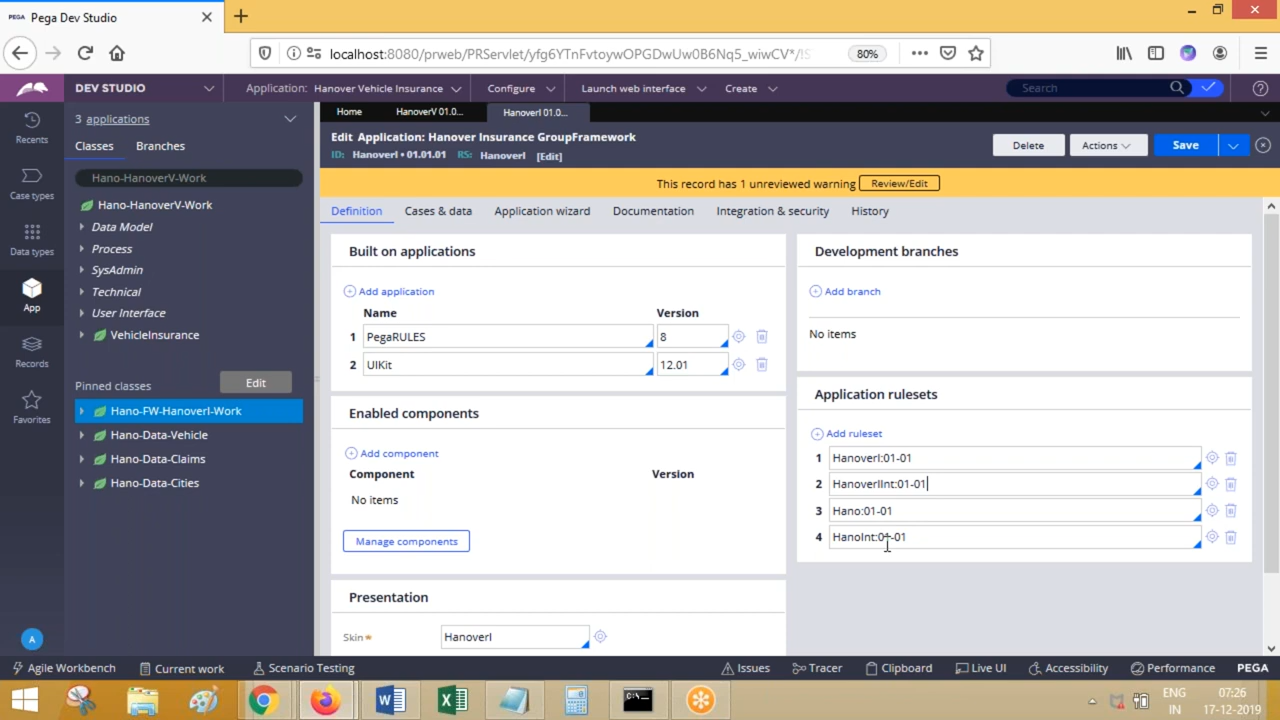 PEGA Pega Dev Studio
localhost:8080/prweb/PRServlet/yfg6YTnFvtoywOPGDwUw0B6Nq5_wiwCV*/!S
80%
DEV STUDIO
Application: Hanover Vehicle Insurance
Configure
Launch web interface
Create
Search
Recents
Case types
Data types
App
Records
Favorites
A
3 applications
Classes
Branches
Hano-HanoverV-Work
Hano-HanoverV-Work
Data Model
Process
SysAdmin
Technical
User Interface
VehicleInsurance
Pinned classes
Edit
Hano-FW-HanoverI-Work
Hano-Data-Vehicle
Hano-Data-Claims
Hano-Data-Cities
Home
HanoverV 01.0...
HanoverI 01.0...
Edit Application: Hanover Insurance GroupFramework
ID: HanoverI • 01.01.01 RS: HanoverI [Edit]
Delete
Actions
Save
This record has 1 unreviewed warning
Review/Edit
Definition
Cases & data
Application wizard
Documentation
Integration & security
History
Built on applications
Add application
Name Version
1 PegaRULES 8
2 UIKit 12.01
Enabled components
Add component
Component Version
No items
Manage components
Presentation
Skin* HanoverI
Development branches
Add branch
No items
Application rulesets
Add ruleset
1 HanoverI:01-01
2 HanoverIInt:01-01
3 Hano:01-01
4 HanoInt:01-01
Agile Workbench
Current work
Scenario Testing
Issues
Tracer
Clipboard
Live UI
Accessibility
Performance
PEGA
ENG
IN
07:26
17-12-2019